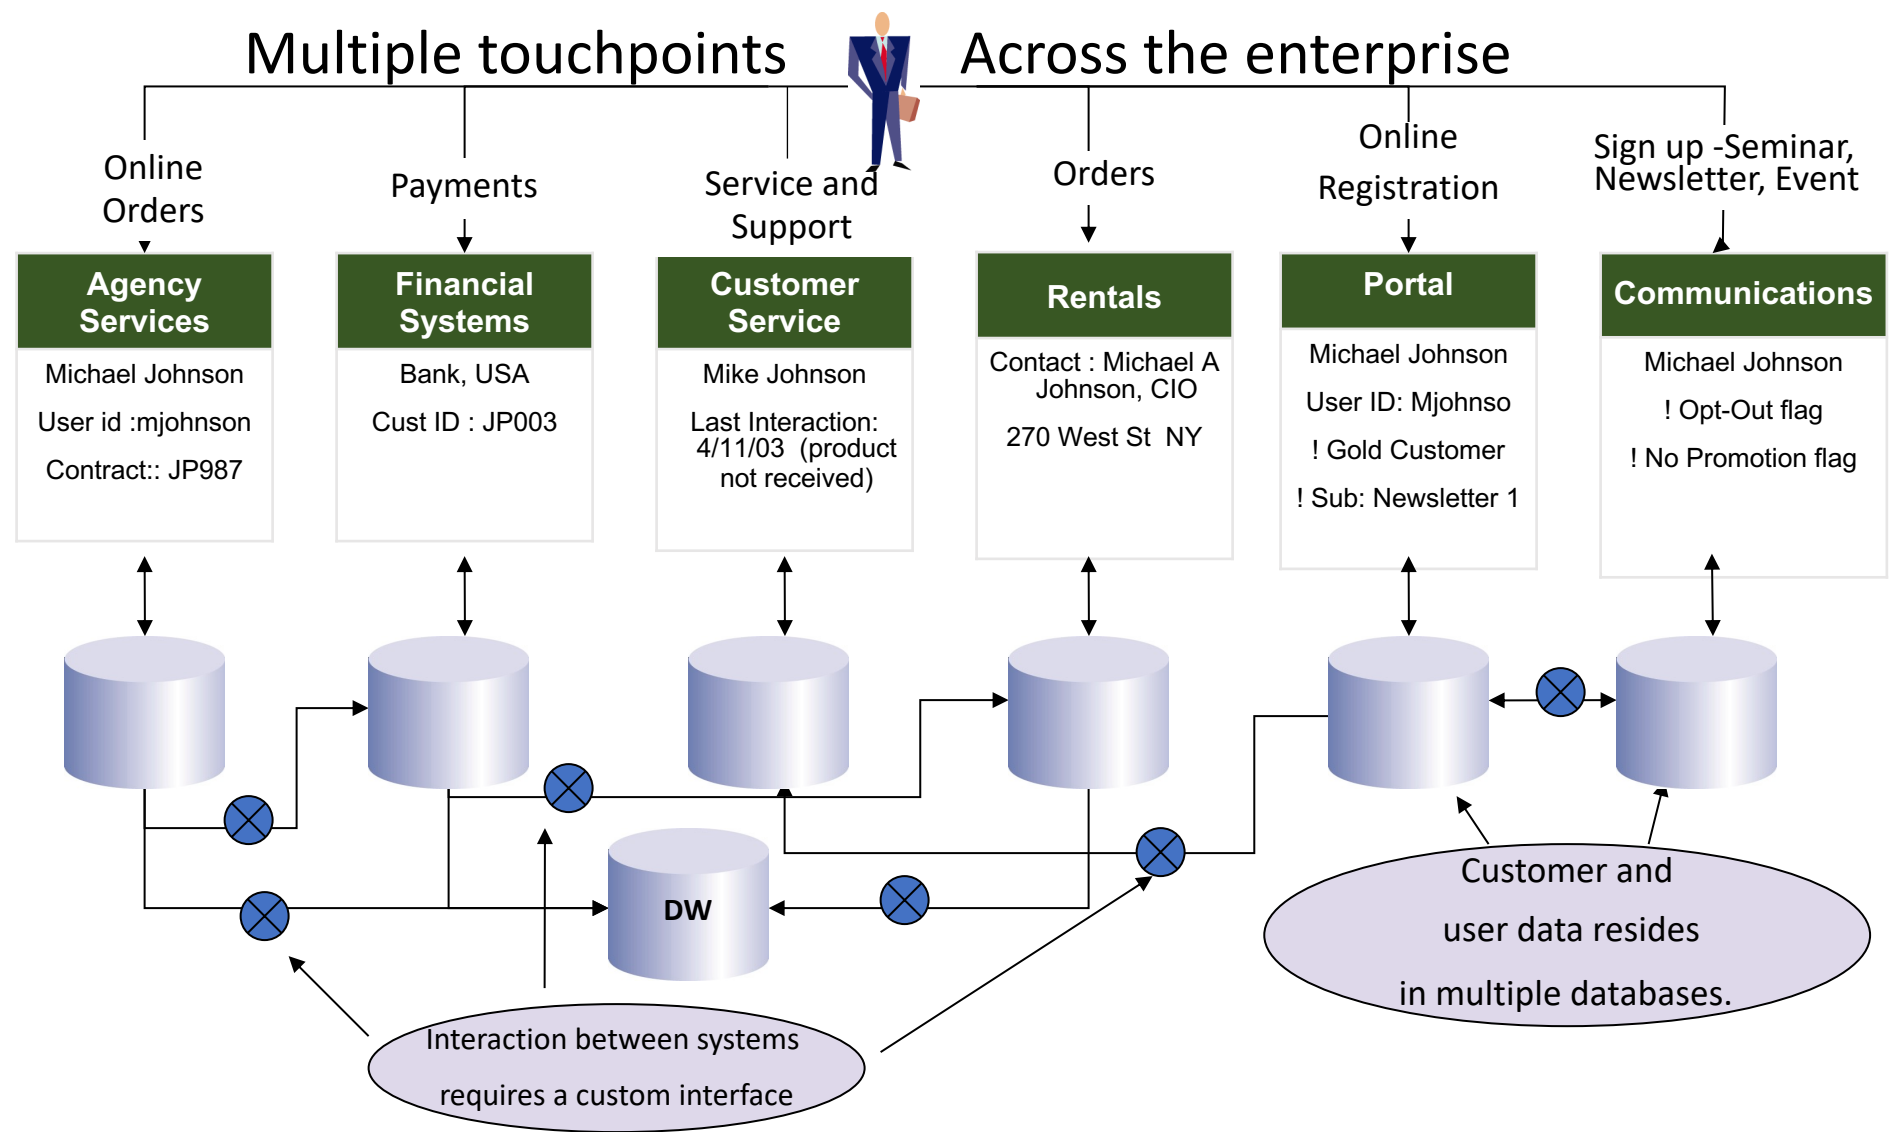 Multiple touchpoints
Across the enterprise
Online
Orders
Payments
Service and
Support
Orders
Online
Registration
Sign up -Seminar,
Newsletter, Event
Agency
Services
Michael Johnson
User id :mjohnson
Contract:: JP987
Financial
Systems
Bank, USA
Cust ID : JP003
Customer
Service
Mike Johnson
Last Interaction:
4/11/03 (product
not received)
Rentals
Contact : Michael A
Johnson, CIO
270 West St NY
Portal
Michael Johnson
User ID: Mjohnso
! Gold Customer
! Sub: Newsletter 1
Communications
Michael Johnson
! Opt-Out flag
! No Promotion flag
DW
Customer and
user data resides
in multiple databases.
Interaction between systems
requires a custom interface